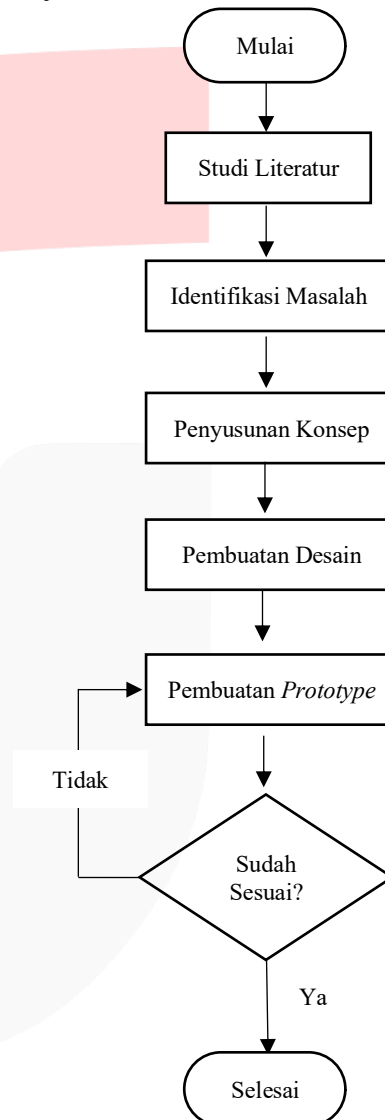 Mulai
Studi Literatur
Identifikasi Masalah
Penyusunan Konsep
Pembuatan Desain
Pembuatan Prototype
Tidak
Sudah
Sesuai?
Ya
Selesai